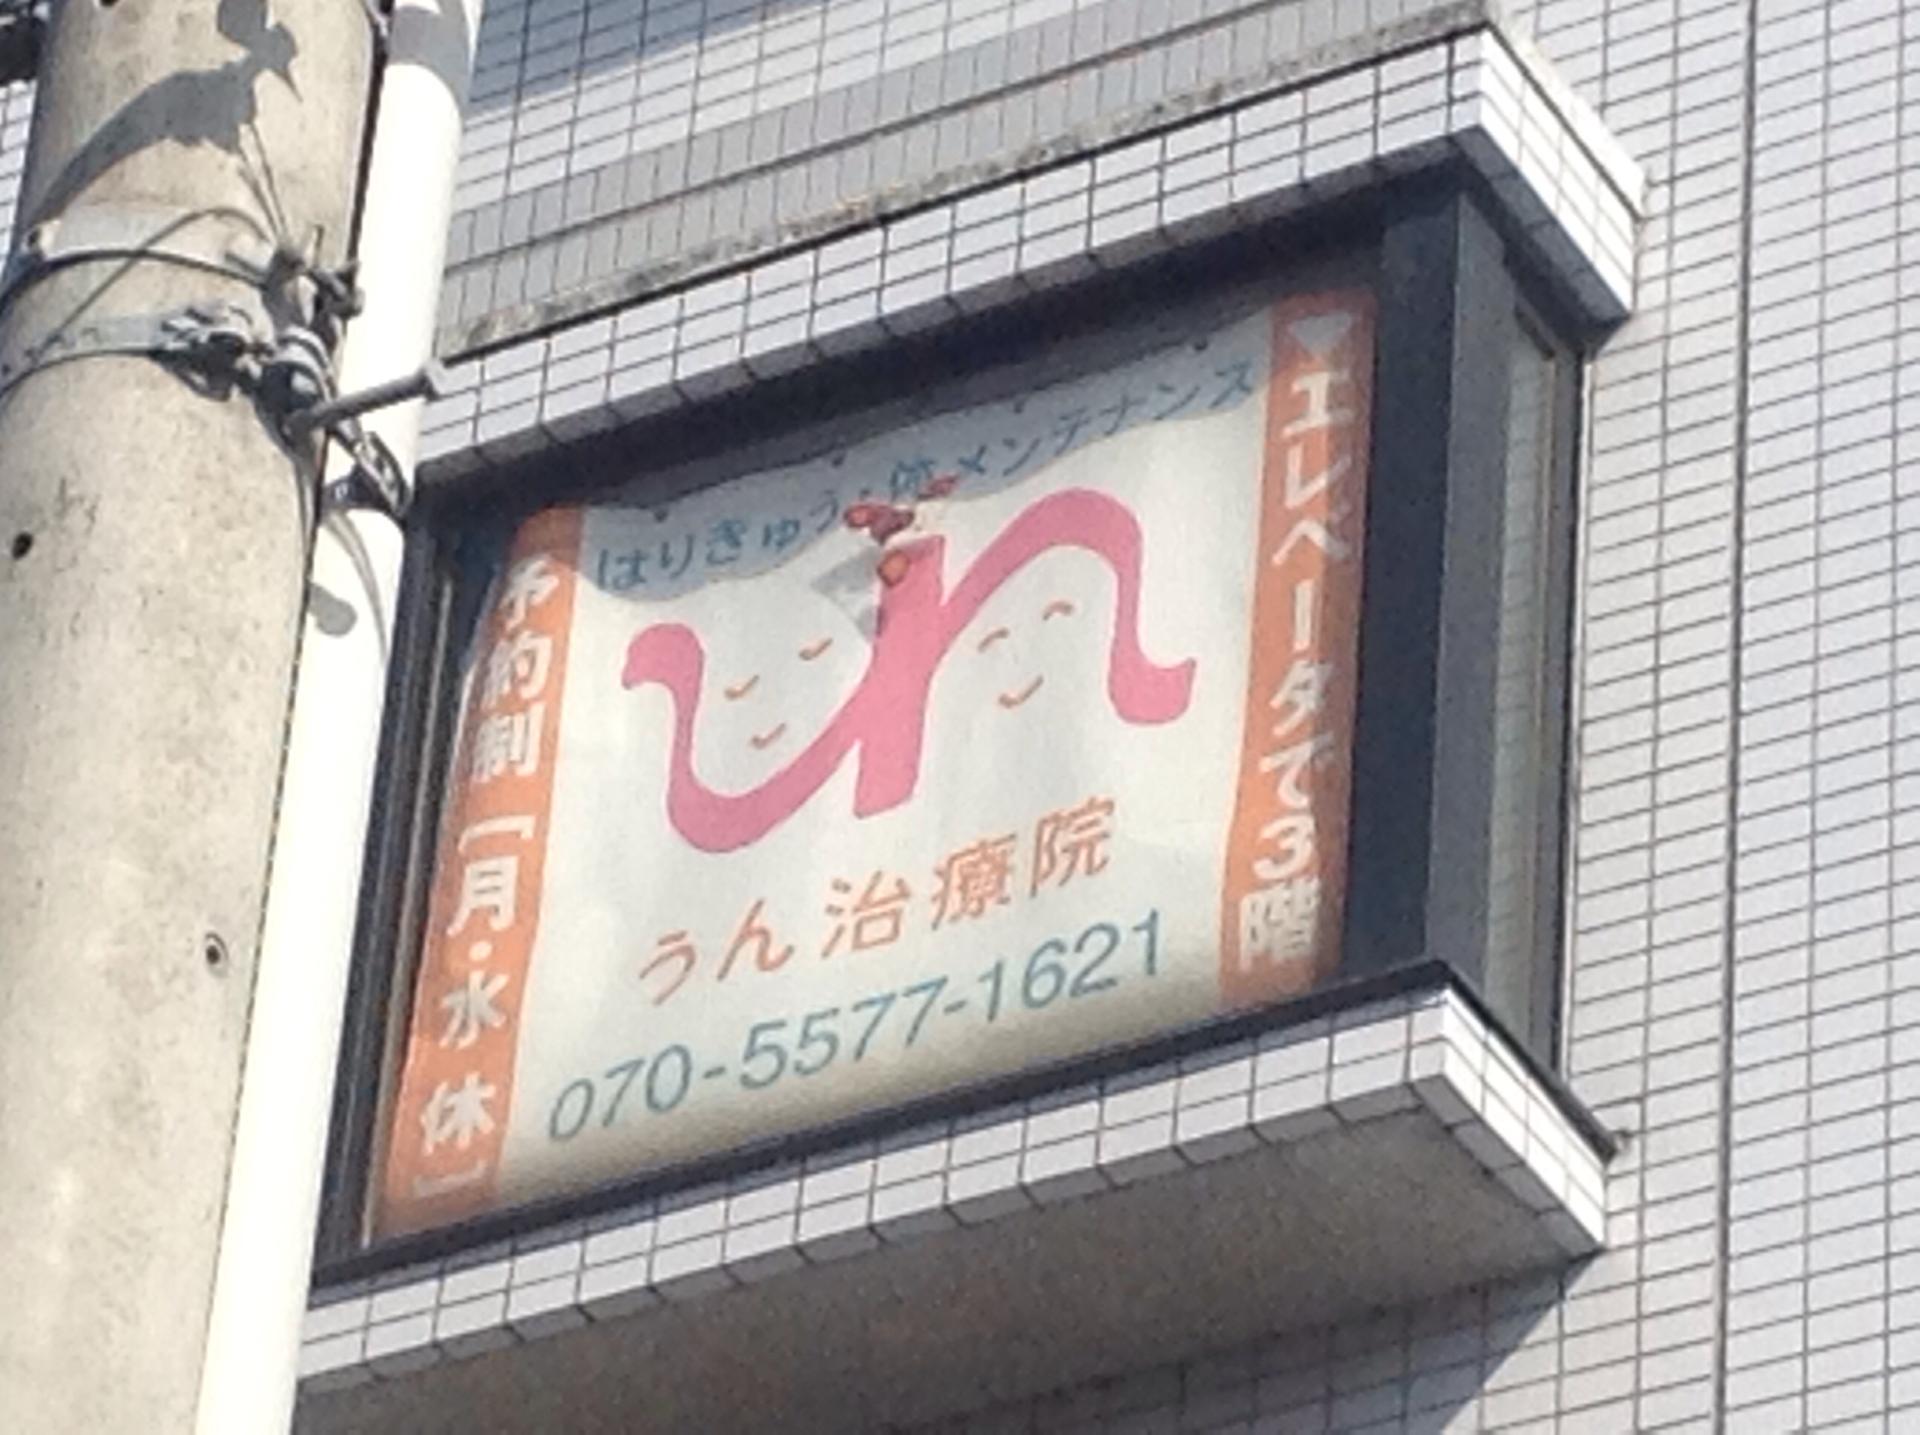 はりきゅう・体メンテナンス
un
うん治療院
070-5577-1621
予約制「月・水 休」
▼エレベータで3階